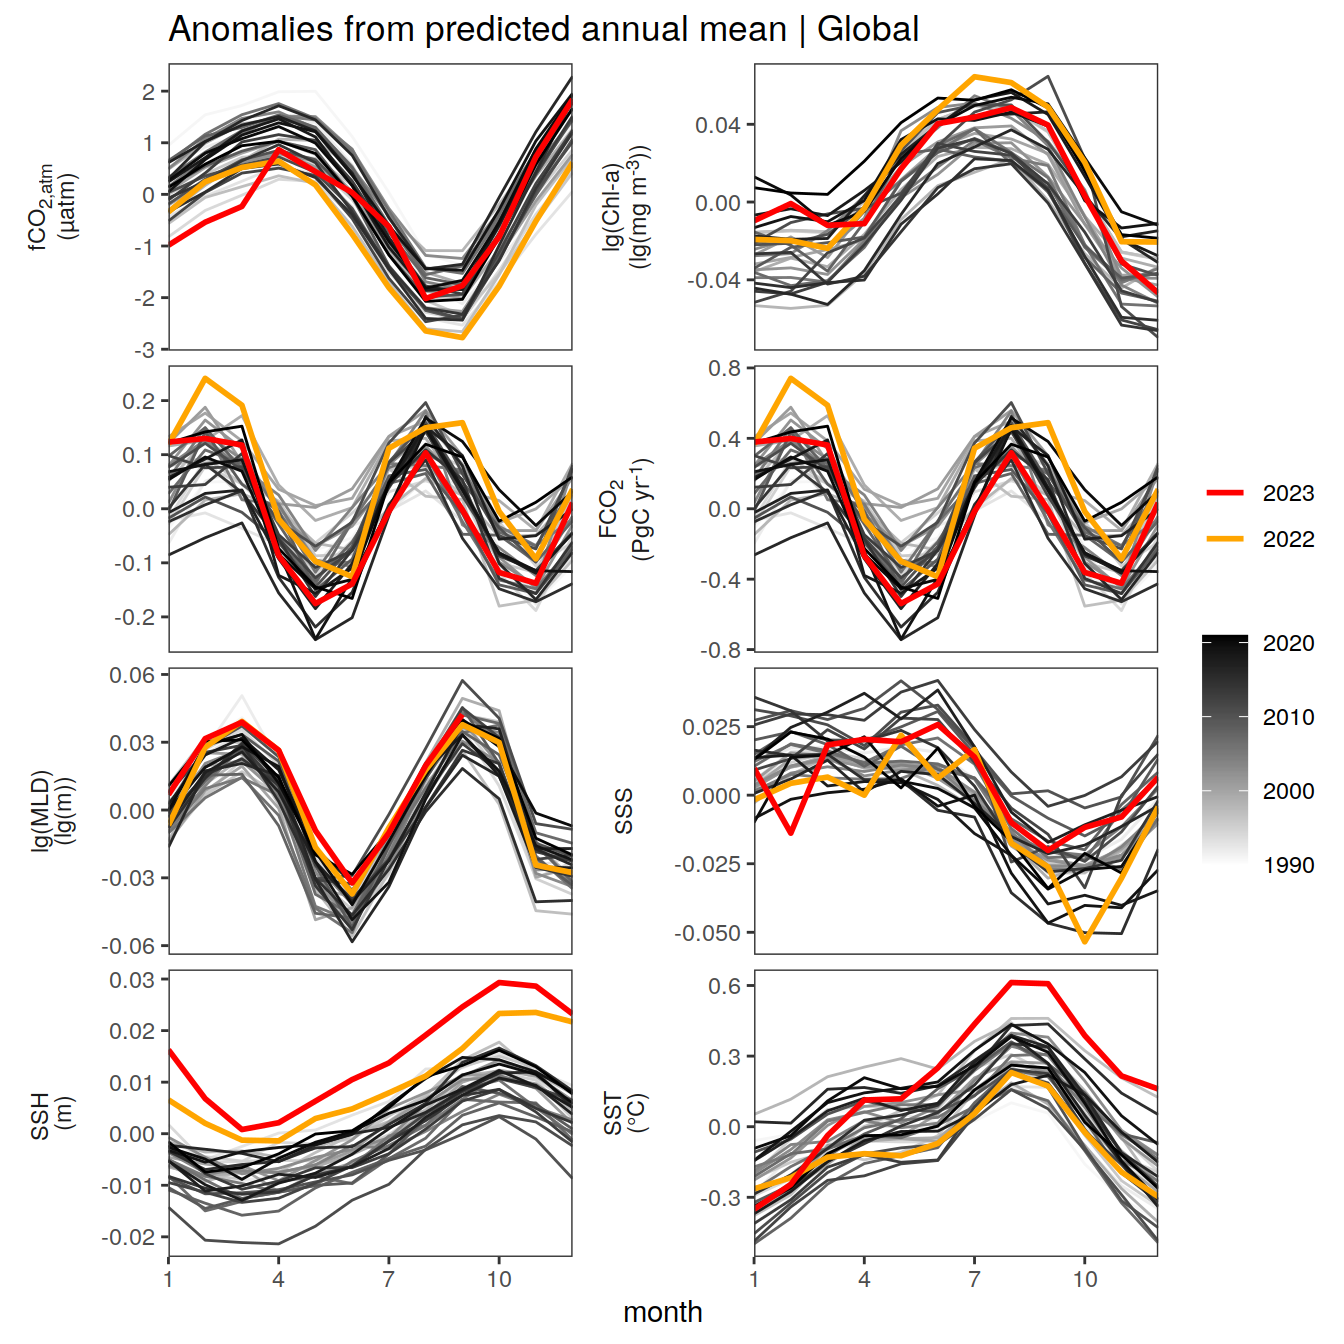 Anomalies from predicted annual mean | Global
fCO2,atm
(µatm)
2
1
0
-1
-2
-3
lg(Chl-a)
(lg(mg m-3))
0.04
0.00
-0.04
0.2
0.1
0.0
-0.1
-0.2
FCO2
(PgC yr-1)
0.8
0.4
0.0
-0.4
-0.8
lg(MLD)
(lg(m))
0.06
0.03
0.00
-0.03
-0.06
SSS
0.025
0.000
-0.025
-0.050
SSH
(m)
0.03
0.02
0.01
0.00
-0.01
-0.02
SST
(°C)
0.6
0.3
0.0
-0.3
1 4 7 10
1 4 7 10
month
2023
2022
2020
2010
2000
1990